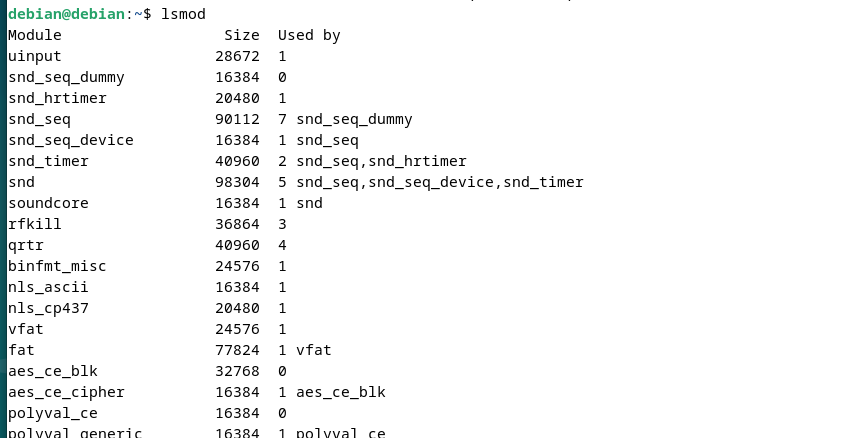 debian@debian:~$ lsmod
Module                  Size  Used by
uinput                 28672  1
snd_seq_dummy          16384  0
snd_hrtimer            20480  1
snd_seq                90112  7 snd_seq_dummy
snd_seq_device         16384  1 snd_seq
snd_timer              40960  2 snd_seq,snd_hrtimer
snd                    98304  5 snd_seq,snd_seq_device,snd_timer
soundcore              16384  1 snd
rfkill                 36864  3
qrtr                   40960  4
binfmt_misc            24576  1
nls_ascii              16384  1
nls_cp437              20480  1
vfat                   24576  1
fat                    77824  1 vfat
aes_ce_blk             32768  0
aes_ce_cipher          16384  1 aes_ce_blk
polyval_ce             16384  0
polyval_generic        16384  1 polyval_ce